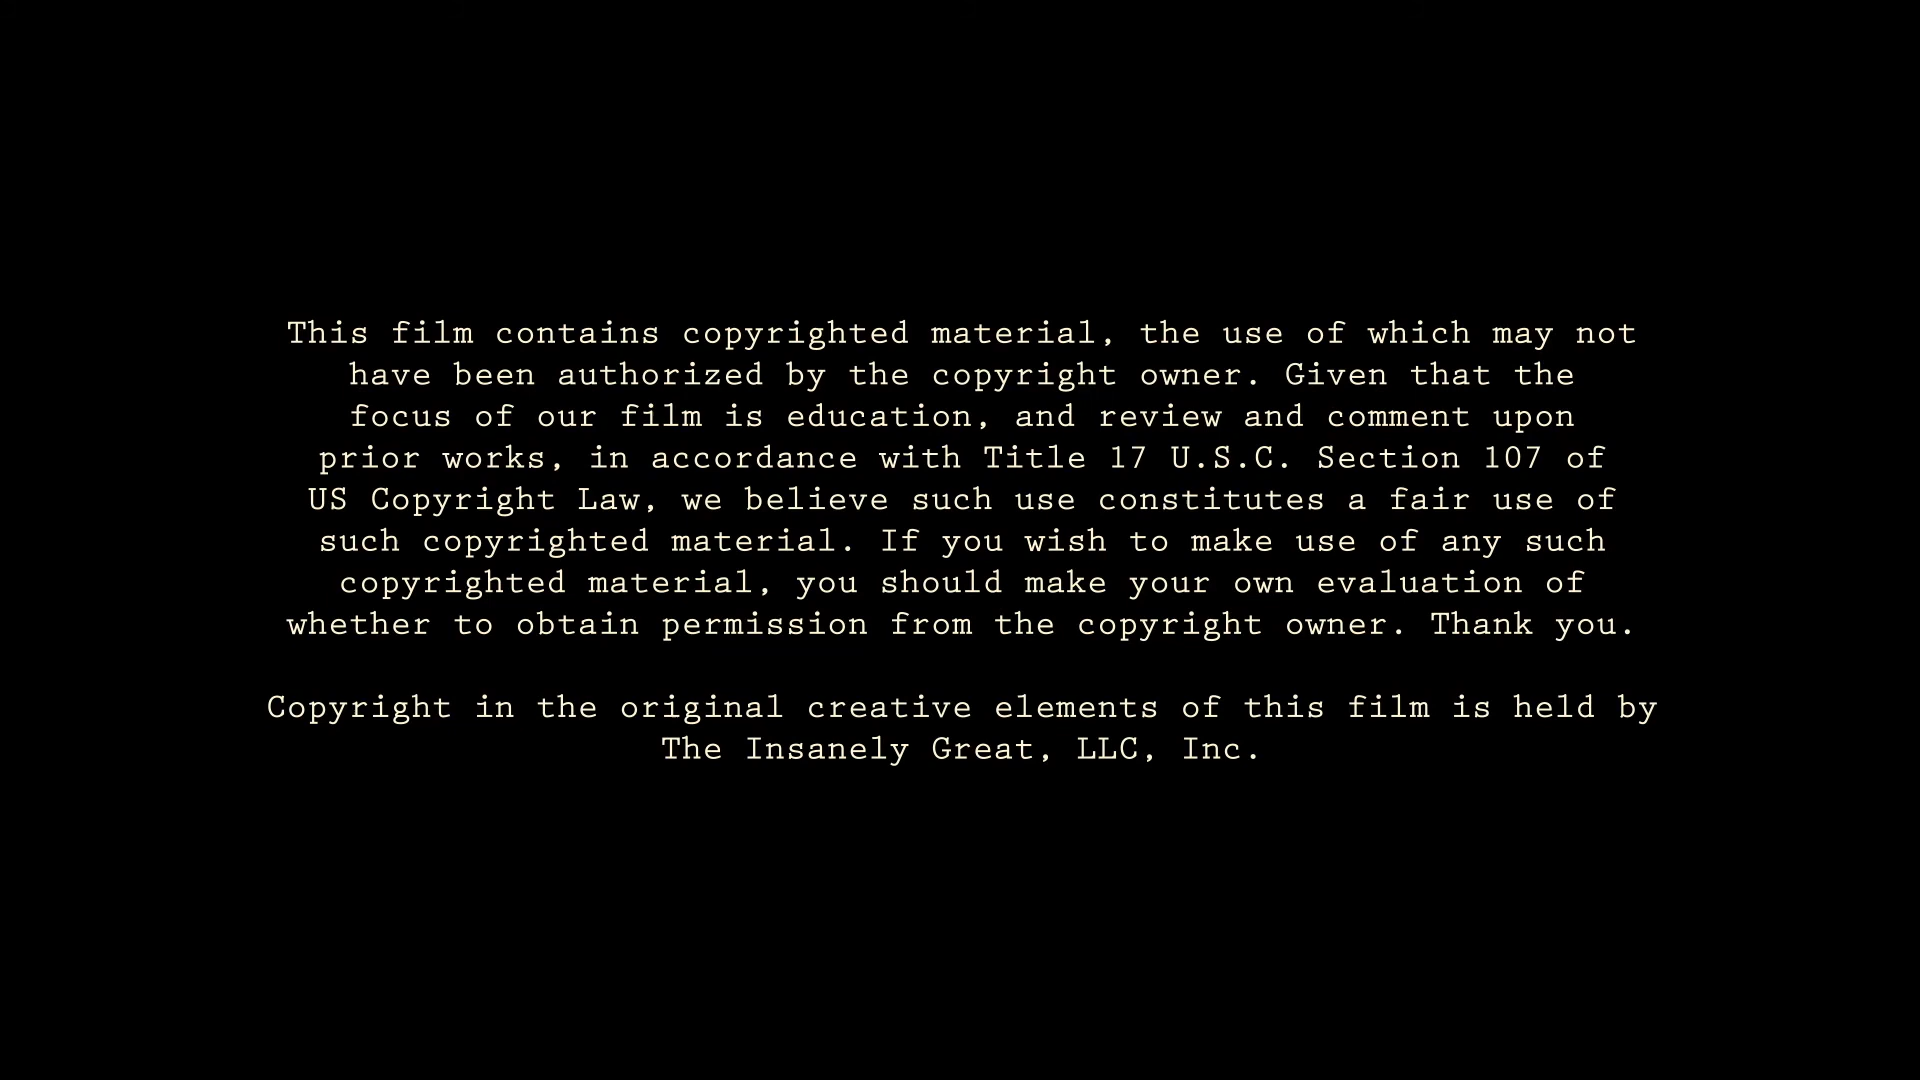 This film contains copyrighted material, the use of which may not
have been authorized by the copyright owner. Given that the
focus of our film is education, and review and comment upon
prior works, in accordance with Title 17 U.S.C. Section 107 of
US Copyright Law, we believe such use constitutes a fair use of
such copyrighted material. If you wish to make use of any such
copyrighted material, you should make your own evaluation of
whether to obtain permission from the copyright owner. Thank you.
Copyright in the original creative elements of this film is held by
The Insanely Great, LLC, Inc.